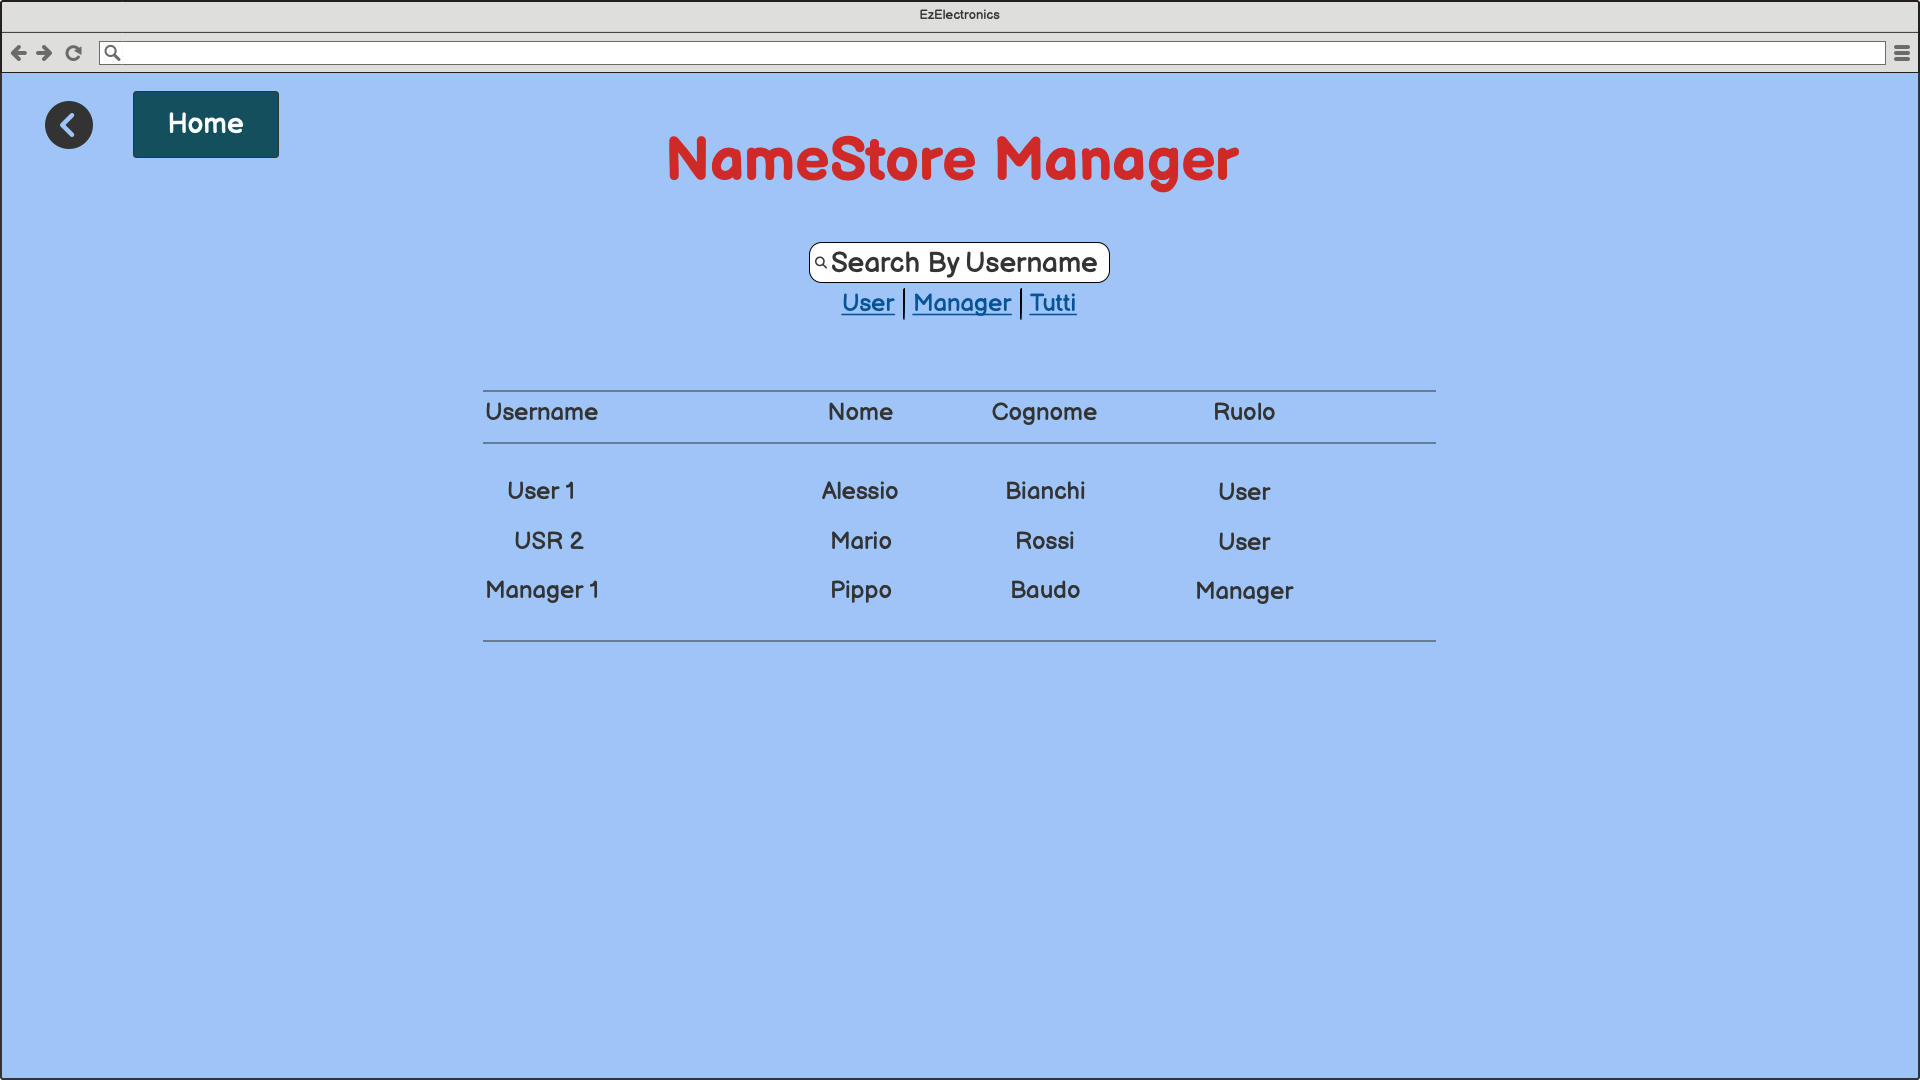 EzElectronics
Home
NameStore Manager
Search By Username
User | Manager | Tutti
Username Nome Cognome Ruolo
User 1 Alessio Bianchi User
USR 2 Mario Rossi User
Manager 1 Pippo Baudo Manager